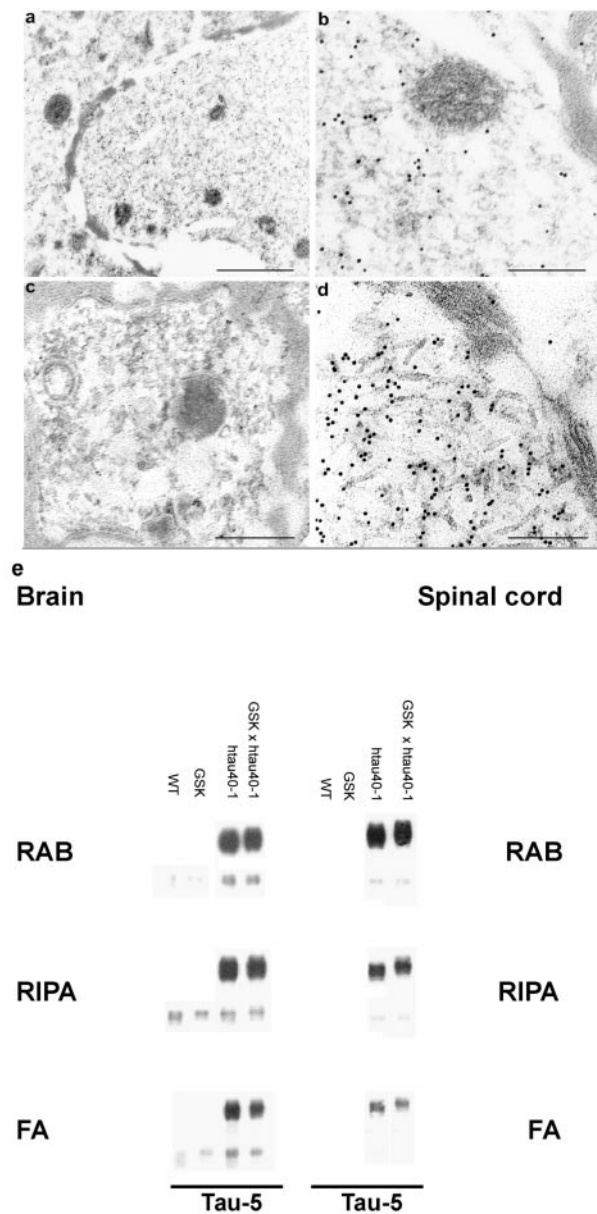 a b
c d
e
Brain Spinal cord
WT GSK htau40-1 GSK x htau40-1 WT GSK htau40-1 GSK x htau40-1
RAB RAB
RIPA RIPA
FA FA
Tau-5 Tau-5